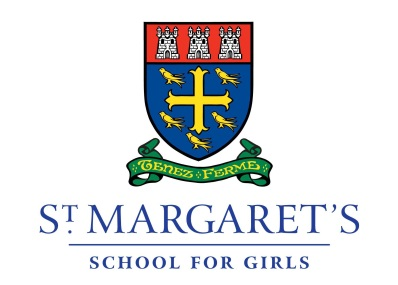 TENEZ FERME
ST. MARGARET'S
SCHOOL FOR GIRLS